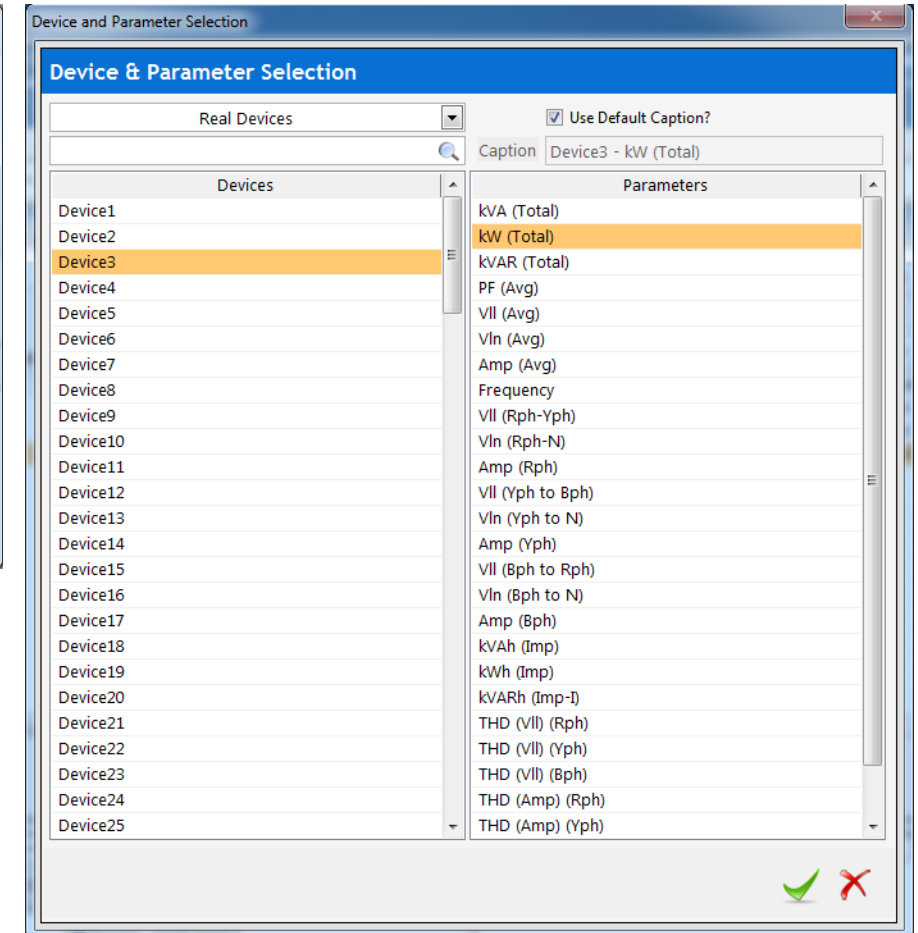 Device and Parameter Selection
Device & Parameter Selection
Real Devices
Use Default Caption?
Caption Device3 - kW (Total)
Devices
Device1
Device2
Device3
Device4
Device5
Device6
Device7
Device8
Device9
Device10
Device11
Device12
Device13
Device14
Device15
Device16
Device17
Device18
Device19
Device20
Device21
Device22
Device23
Device24
Device25
Parameters
kVA (Total)
kW (Total)
kVAR (Total)
PF (Avg)
Vll (Avg)
Vln (Avg)
Amp (Avg)
Frequency
Vll (Rph-Yph)
Vln (Rph-N)
Amp (Rph)
Vll (Yph to Bph)
Vln (Yph to N)
Amp (Yph)
Vll (Bph to Rph)
Vln (Bph to N)
Amp (Bph)
kVAh (Imp)
kWh (Imp)
kVARh (Imp-I)
THD (Vll) (Rph)
THD (Vll) (Yph)
THD (Vll) (Bph)
THD (Amp) (Rph)
THD (Amp) (Yph)